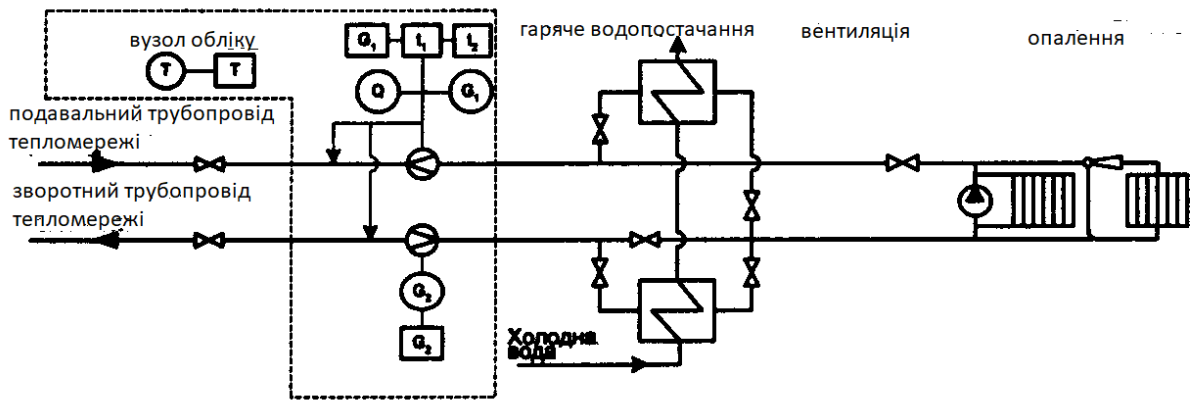 вузол обліку
T T
G₁ t₁ t₂
Q G₁
гаряче водопостачання
вентиляція
опалення
подавальний трубопровід
тепломережі
зворотний трубопровід
тепломережі
G₂
G₂
Холодна
вода